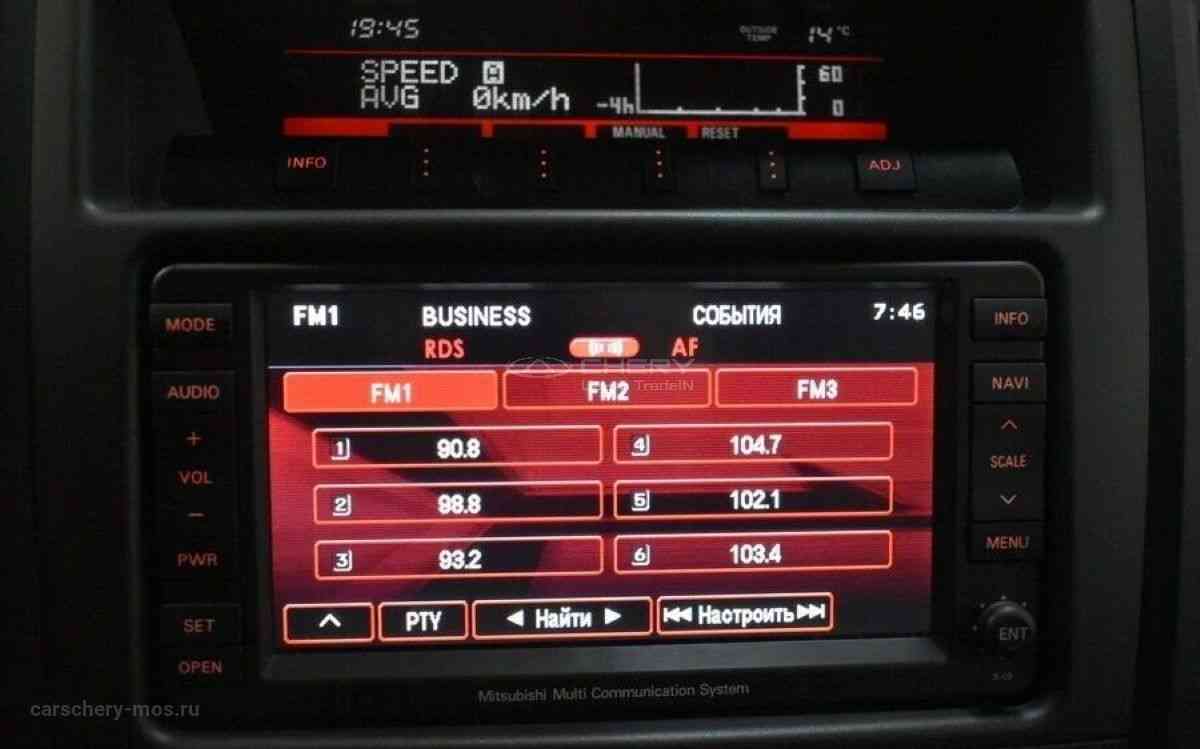 19:45
OUTSIDE TEMP 14°C
SPEED A
AVG 0km/h -4h 60 0
MANUAL RESET
INFO ADJ
FM1 BUSINESS СОБЫТИЯ 7:46
RDS AF
CHERY
TradeIN
FM1 FM2 FM3
1 90.8 4 104.7
2 98.8 5 102.1
3 93.2 6 103.4
PTY Найти Настроить
MODE
AUDIO
+
VOL
−
PWR
SET
OPEN
INFO
NAVI
SCALE
MENU
ENT
Mitsubishi Multi Communication System
carschery-mos.ru